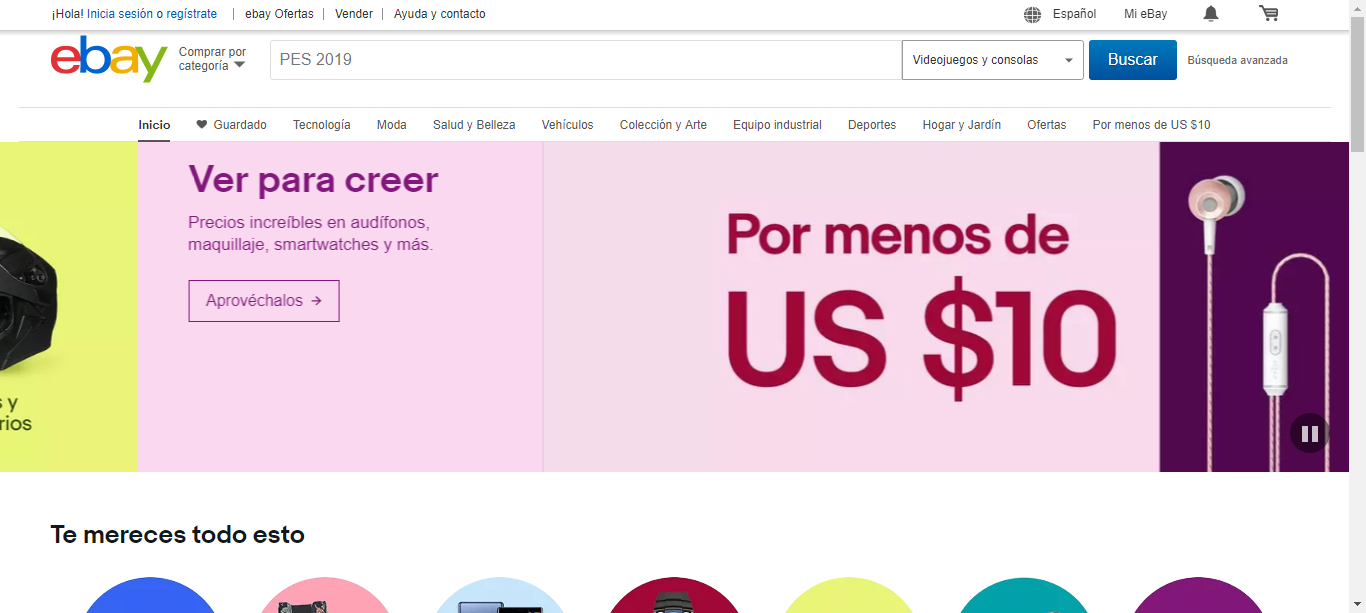 ¡Hola! Inicia sesión o regístrate
ebay Ofertas
Vender
Ayuda y contacto
Español
Mi eBay
ebay
Comprar por
categoría
PES 2019
Videojuegos y consolas
Buscar
Búsqueda avanzada
Inicio
Guardado
Tecnología
Moda
Salud y Belleza
Vehículos
Colección y Arte
Equipo industrial
Deportes
Hogar y Jardín
Ofertas
Por menos de US $10
Ver para creer
Precios increíbles en audífonos,
maquillaje, smartwatches y más.
Aprovéchalos →
Por menos de
US $10
s y
rios
Te mereces todo esto